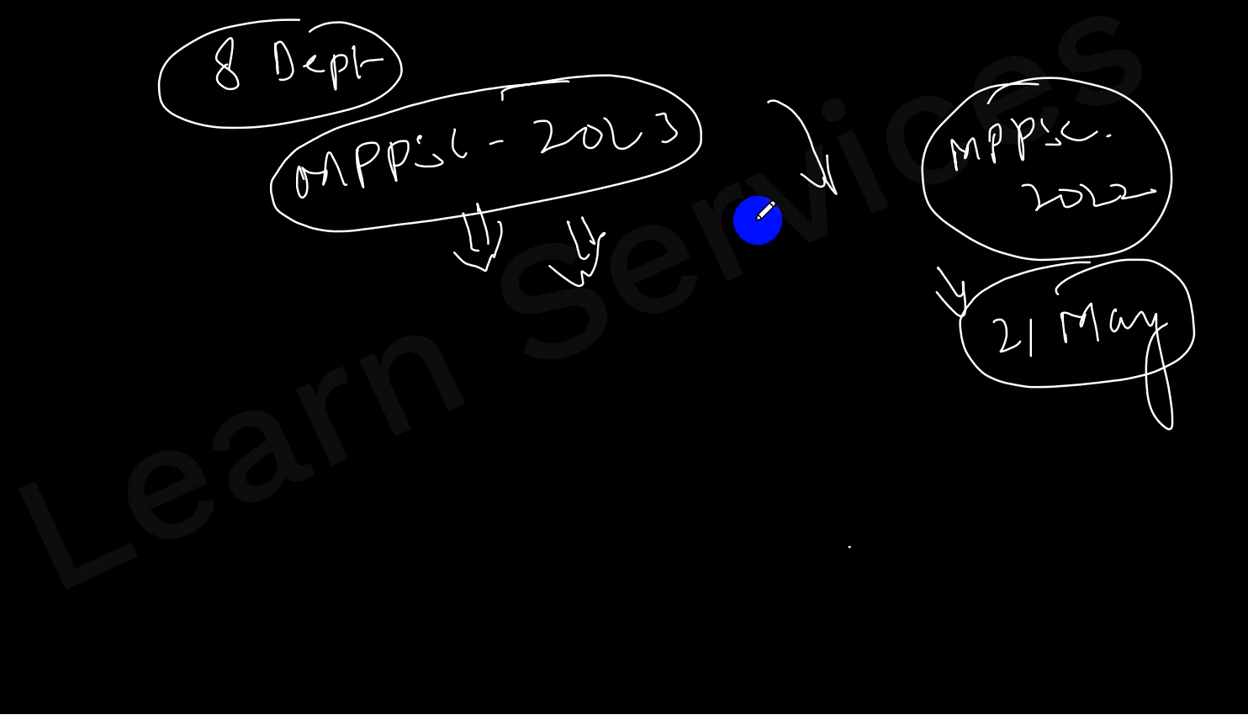 8 Dept
MPPSC - 2023
MPPSC.
2022
21 May
Learn Services